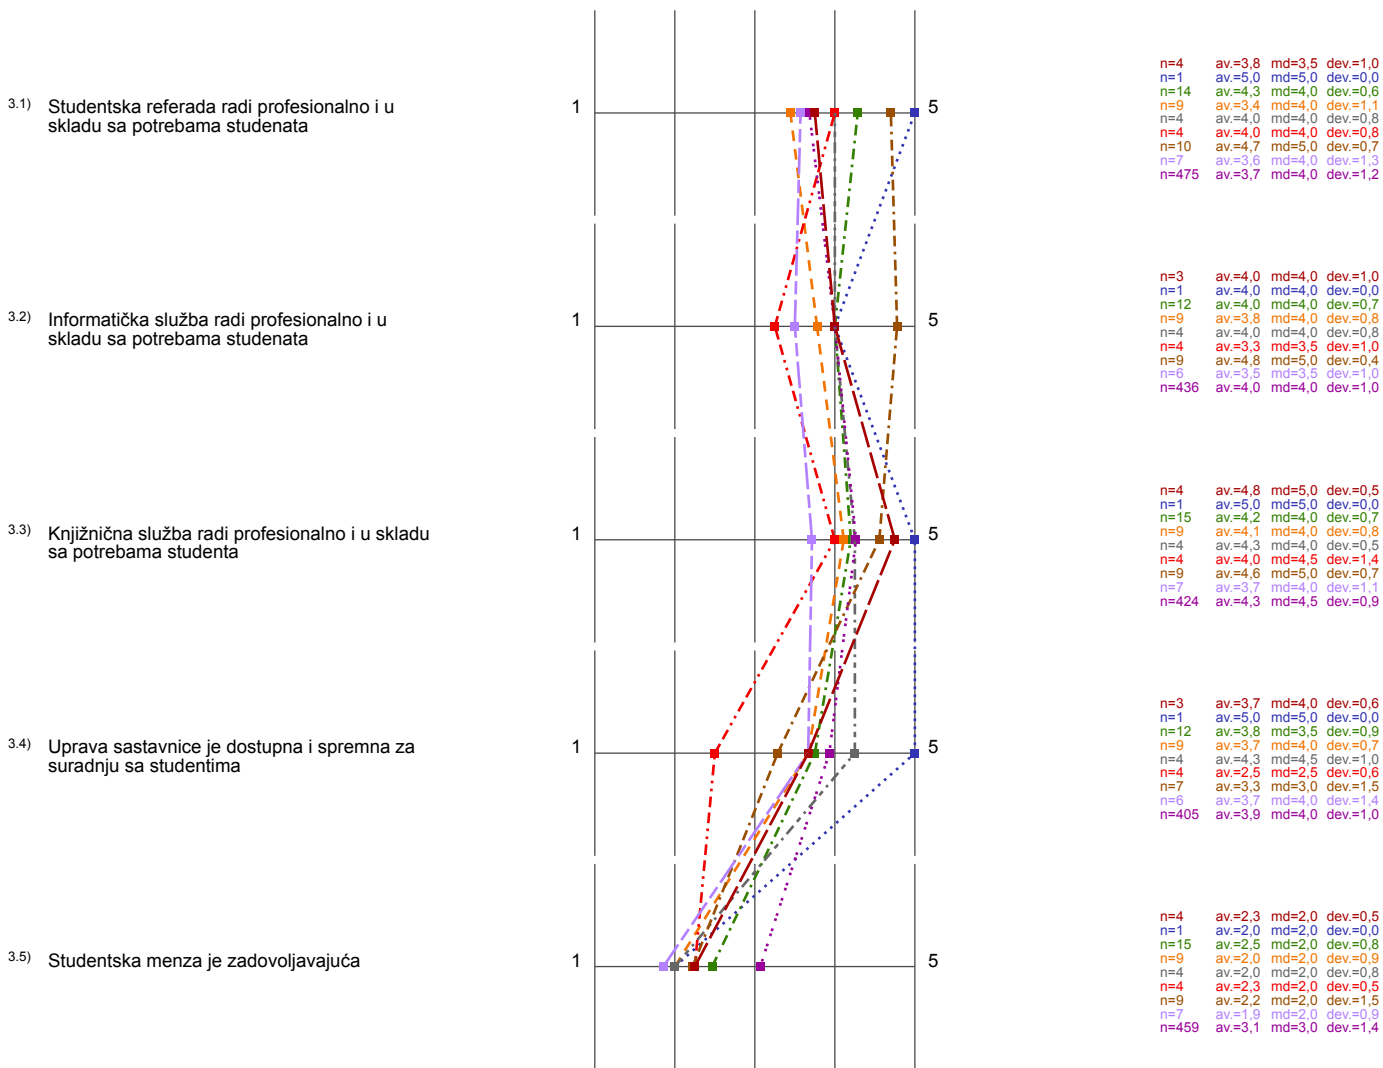 3.1) Studentska referada radi profesionalno i u
skladu sa potrebama studenata
1 5
n=4 av.=3,8 md=3,5 dev.=1,0
n=1 av.=5,0 md=5,0 dev.=0,0
n=14 av.=4,3 md=4,0 dev.=0,6
n=9 av.=3,4 md=4,0 dev.=1,1
n=4 av.=4,0 md=4,0 dev.=0,8
n=4 av.=4,0 md=4,0 dev.=0,8
n=10 av.=4,7 md=5,0 dev.=0,7
n=7 av.=3,6 md=4,0 dev.=1,3
n=475 av.=3,7 md=4,0 dev.=1,2
3.2) Informatička služba radi profesionalno i u
skladu sa potrebama studenata
1 5
n=3 av.=4,0 md=4,0 dev.=1,0
n=1 av.=4,0 md=4,0 dev.=0,0
n=12 av.=4,0 md=4,0 dev.=0,7
n=9 av.=3,8 md=4,0 dev.=0,8
n=4 av.=4,0 md=4,0 dev.=0,8
n=4 av.=3,3 md=3,5 dev.=1,0
n=9 av.=4,8 md=5,0 dev.=0,4
n=6 av.=3,5 md=3,5 dev.=1,0
n=436 av.=4,0 md=4,0 dev.=1,0
3.3) Knjižnična služba radi profesionalno i u skladu
sa potrebama studenta
1 5
n=4 av.=4,8 md=5,0 dev.=0,5
n=1 av.=5,0 md=5,0 dev.=0,0
n=15 av.=4,2 md=4,0 dev.=0,7
n=9 av.=4,1 md=4,0 dev.=0,8
n=4 av.=4,3 md=4,0 dev.=0,5
n=4 av.=4,0 md=4,5 dev.=1,4
n=9 av.=4,6 md=5,0 dev.=0,7
n=7 av.=3,7 md=4,0 dev.=1,1
n=424 av.=4,3 md=4,5 dev.=0,9
3.4) Uprava sastavnice je dostupna i spremna za
suradnju sa studentima
1 5
n=3 av.=3,7 md=4,0 dev.=0,6
n=1 av.=5,0 md=5,0 dev.=0,0
n=12 av.=3,8 md=3,5 dev.=0,9
n=9 av.=3,7 md=4,0 dev.=0,7
n=4 av.=4,3 md=4,5 dev.=1,0
n=4 av.=2,5 md=2,5 dev.=0,6
n=7 av.=3,3 md=3,0 dev.=1,5
n=6 av.=3,7 md=4,0 dev.=1,4
n=405 av.=3,9 md=4,0 dev.=1,0
3.5) Studentska menza je zadovoljavajuća
1 5
n=4 av.=2,3 md=2,0 dev.=0,5
n=1 av.=2,0 md=2,0 dev.=0,0
n=15 av.=2,5 md=2,0 dev.=0,8
n=9 av.=2,0 md=2,0 dev.=0,9
n=4 av.=2,0 md=2,0 dev.=0,8
n=4 av.=2,3 md=2,0 dev.=0,5
n=9 av.=2,2 md=2,0 dev.=1,5
n=7 av.=1,9 md=2,0 dev.=0,9
n=459 av.=3,1 md=3,0 dev.=1,4